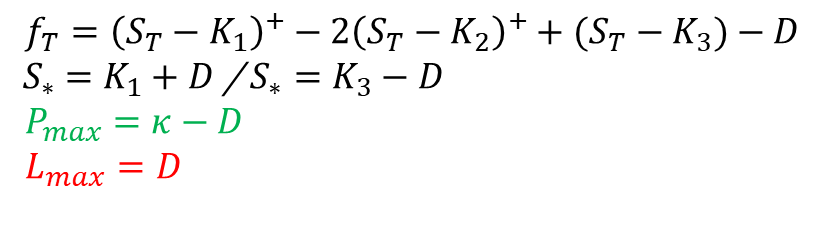 f_T = (S_T − K_1)^+ − 2(S_T − K_2)^+ + (S_T − K_3) − D
S_* = K_1 + D / S_* = K_3 − D
P_max = κ − D
L_max = D